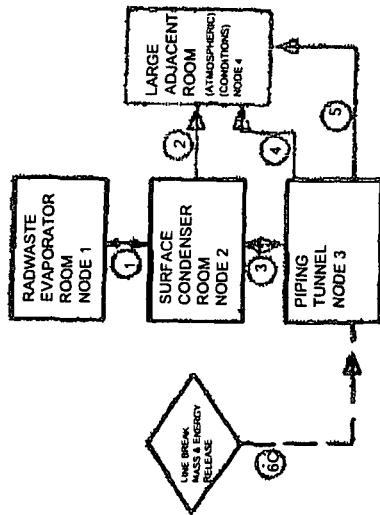 RADWASTE
EVAPORATOR
ROOM
NODE 1
1
SURFACE
CONDENSER
ROOM
NODE 2
2
LARGE
ADJACENT
ROOM
(ATMOSPHERIC)
(CONDITIONS)
NODE 4
3
4
PIPING
TUNNEL
NODE 3
5
LINE BREAK
MASS & ENERGY
RELEASE